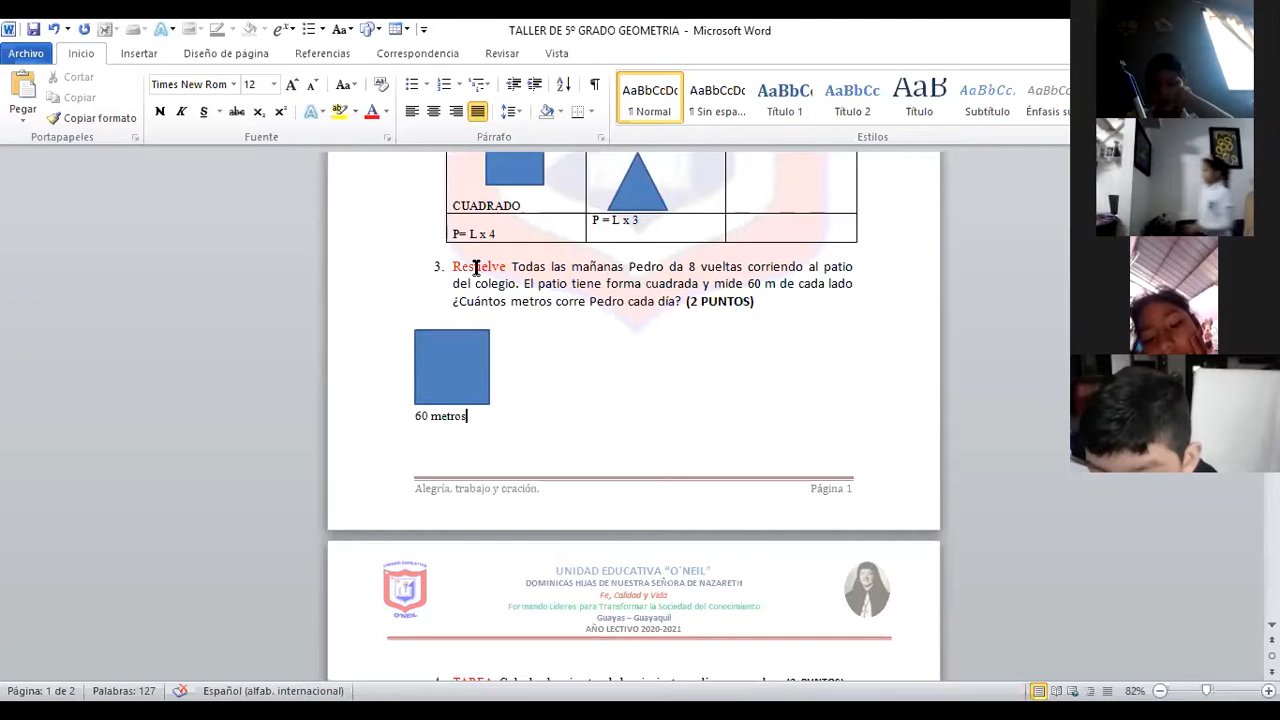 TALLER DE 5º GRADO GEOMETRIA - Microsoft Word
Archivo Inicio Insertar Diseño de página Referencias Correspondencia Revisar Vista
Pegar
Cortar
Copiar
Copiar formato
Times New Rom 12
AaBbCcDc AaBbCcDc AaBbC AaBbCc AaB AaBbCc. AaBbCc
¶ Normal ¶ Sin espa... Título 1 Título 2 Título Subtítulo Énfasis su
Portapapeles Fuente Párrafo Estilos
CUADRADO
P= L x 4
P = L x 3
3. Resuelve Todas las mañanas Pedro da 8 vueltas corriendo al patio
del colegio. El patio tiene forma cuadrada y mide 60 m de cada lado
¿Cuántos metros corre Pedro cada día? (2 PUNTOS)
60 metros
Alegría, trabajo y oración. Página 1
UNIDAD EDUCATIVA "O´NEIL"
DOMINICAS HIJAS DE NUESTRA SEÑORA DE NAZARETH
Fe, Calidad y Vida
Formando Líderes para Transformar la Sociedad del Conocimiento
Guayas – Guayaquil
AÑO LECTIVO 2020-2021
O´NEIL
Página: 1 de 2 Palabras: 127 Español (alfab. internacional) 82%